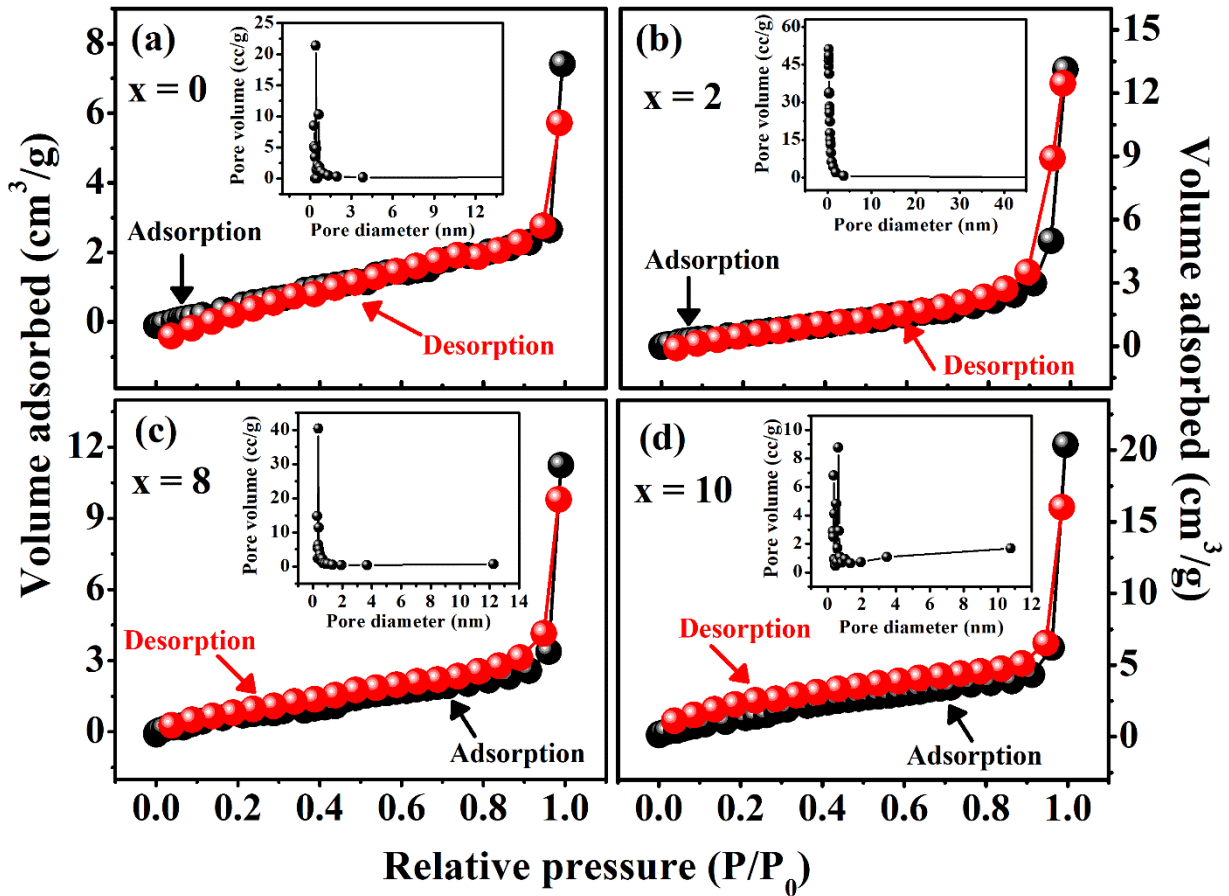 Volume adsorbed (cm³/g)
(a)
x = 0
8
6
4
2
0
Adsorption
Desorption
Pore volume (cc/g)
25
20
15
10
5
0
0 3 6 9 12
Pore diameter (nm)
(b)
x = 2
15
12
9
6
3
0
Adsorption
Desorption
Pore volume (cc/g)
60
45
30
15
0
0 10 20 30 40
Pore diameter (nm)
Volume adsorbed (cm³/g)
(c)
x = 8
12
9
6
3
0
Desorption
Adsorption
Pore volume (cc/g)
40
30
20
10
0
0 2 4 6 8 10 12 14
Pore diameter (nm)
0.0 0.2 0.4 0.6 0.8 1.0
(d)
x = 10
20
15
10
5
0
Desorption
Adsorption
Pore volume (cc/g)
10
8
6
4
2
0
0 2 4 6 8 10 12
Pore diameter (nm)
0.0 0.2 0.4 0.6 0.8 1.0
Relative pressure (P/P₀)